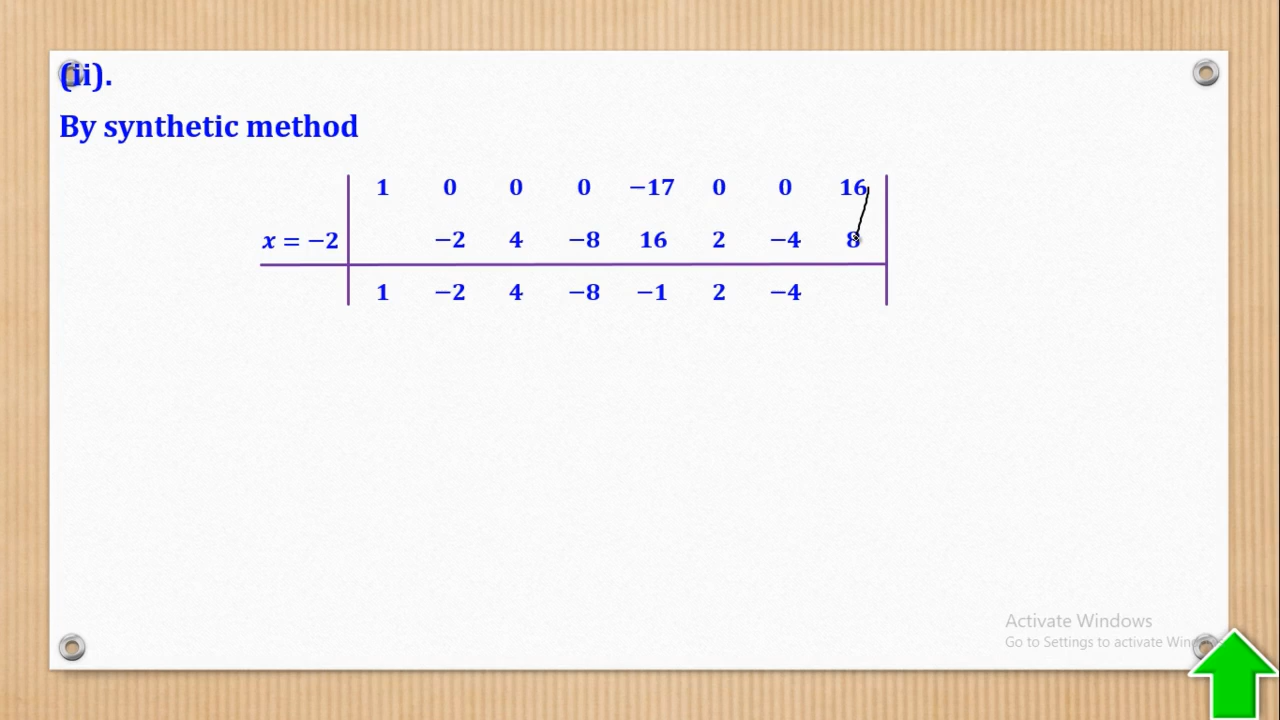 (ii).
By synthetic method
1 0 0 0 −17 0 0 16
x = −2 −2 4 −8 16 2 −4 8
1 −2 4 −8 −1 2 −4
Activate Windows
Go to Settings to activate Windows.